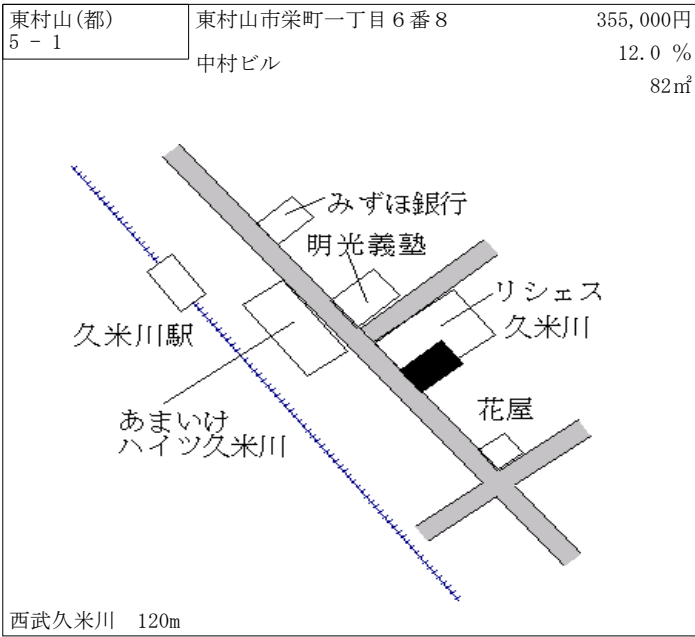 東村山(都)
5 - 1
東村山市栄町一丁目６番８
中村ビル
355,000円
12.0 %
82㎡
みずほ銀行
明光義塾
リシェス
久米川
久米川駅
あまいけ
ハイツ久米川
花屋
西武久米川　120m